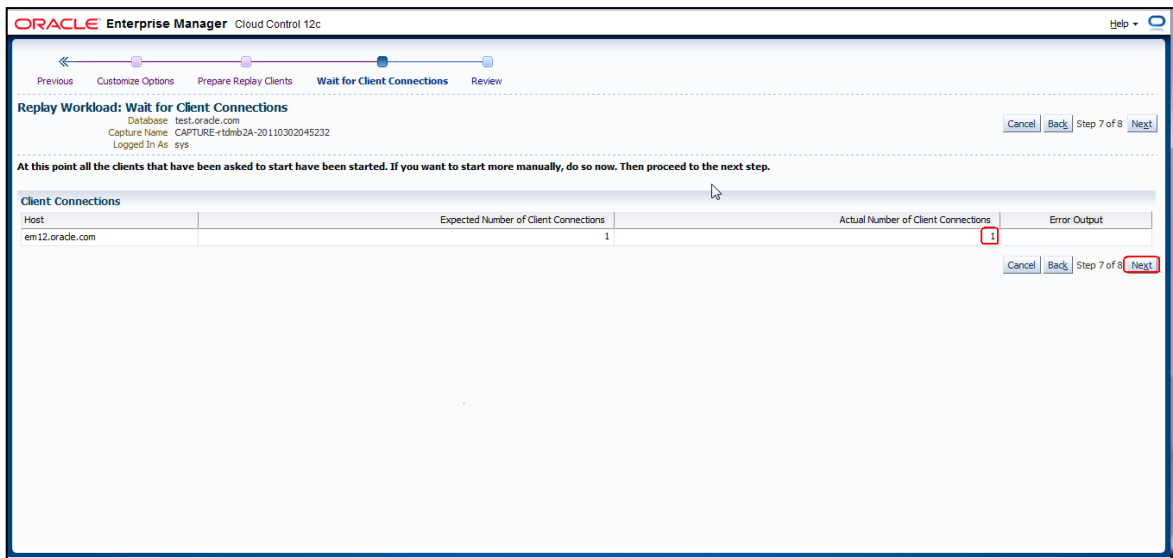 ORACLE Enterprise Manager Cloud Control 12c Help
Previous Customize Options Prepare Replay Clients Wait for Client Connections Review
Replay Workload: Wait for Client Connections
Database test.oracle.com
Capture Name CAPTURE-rtdmb2A-20110302045232
Logged In As sys
Cancel Back Step 7 of 8 Next
At this point all the clients that have been asked to start have been started. If you want to start more manually, do so now. Then proceed to the next step.
Client Connections
Host Expected Number of Client Connections Actual Number of Client Connections Error Output
em12.oracle.com 1 1
Cancel Back Step 7 of 8 Next